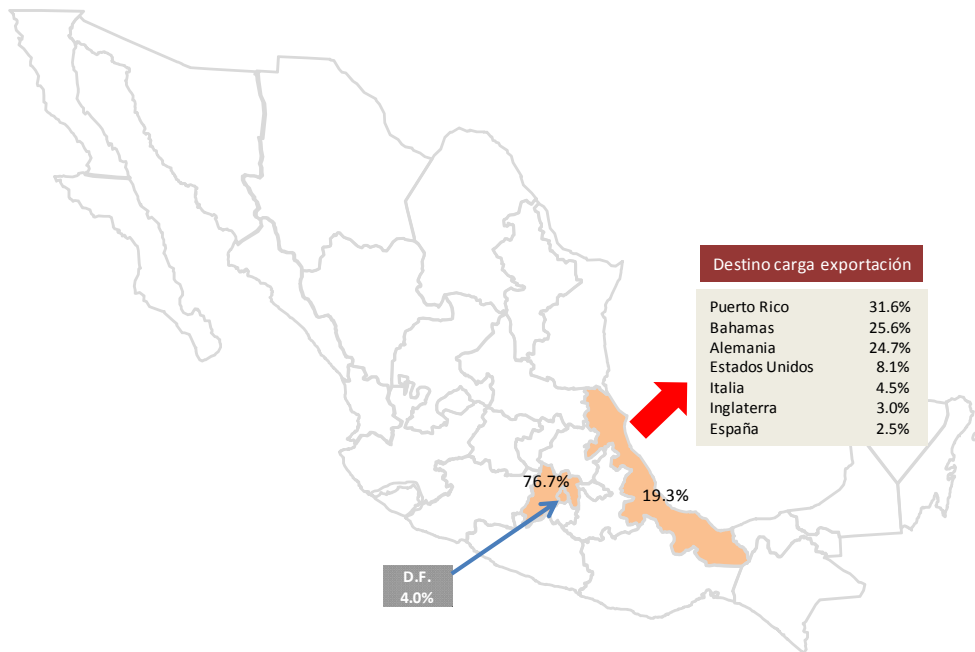 Destino carga exportación
Puerto Rico 31.6%
Bahamas 25.6%
Alemania 24.7%
Estados Unidos 8.1%
Italia 4.5%
Inglaterra 3.0%
España 2.5%
76.7%
19.3%
D.F.
4.0%